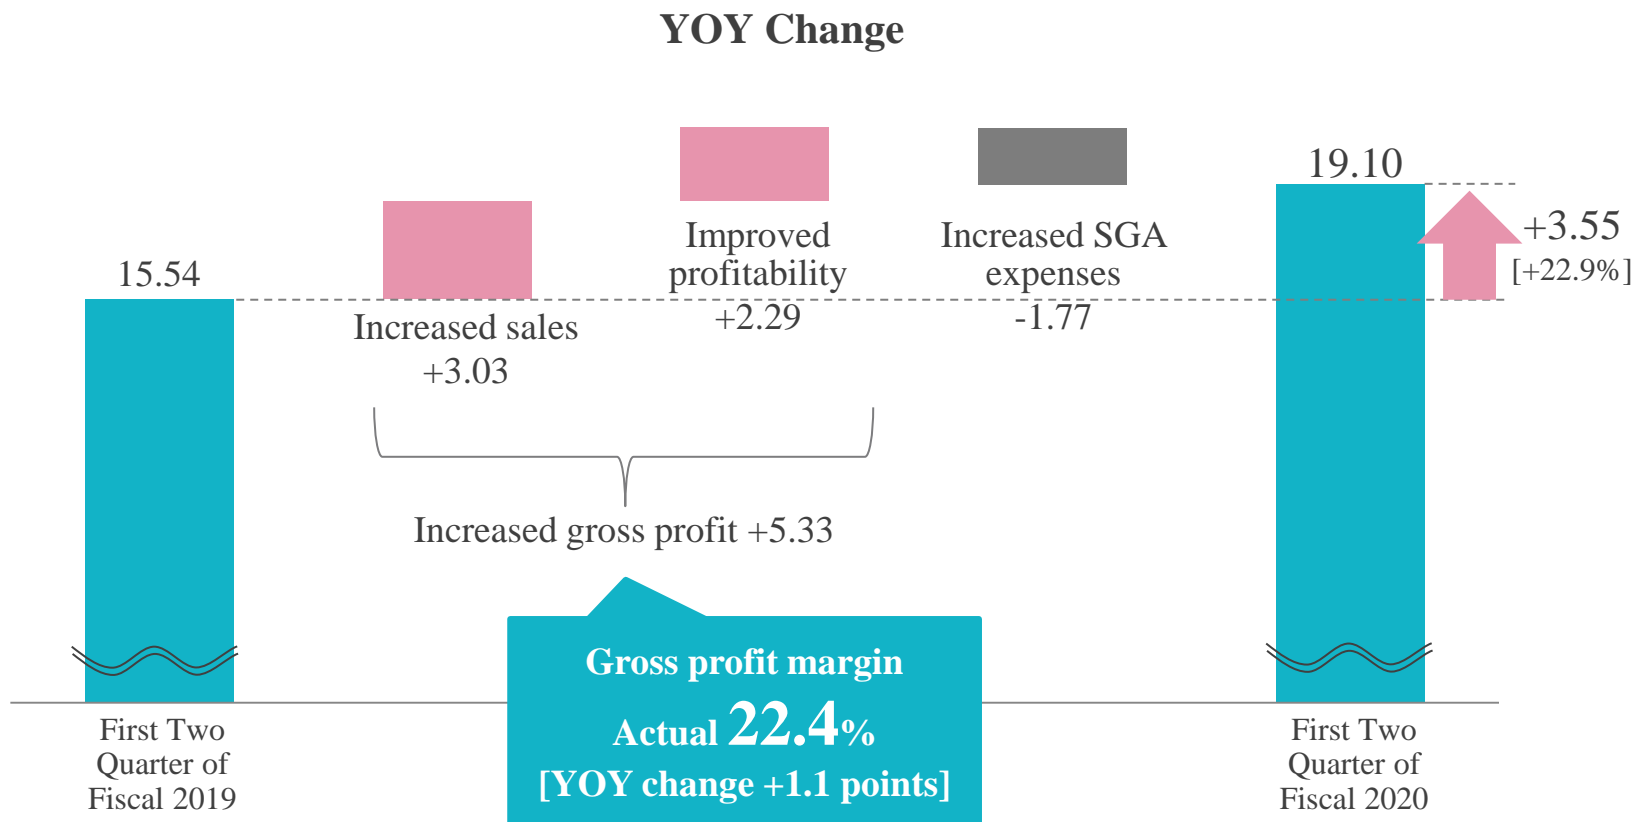 YOY Change
15.54
Increased sales
+3.03
Improved
profitability
+2.29
Increased SGA
expenses
-1.77
19.10
+3.55
[+22.9%]
Increased gross profit +5.33
Gross profit margin
Actual 22.4%
[YOY change +1.1 points]
First Two
Quarter of
Fiscal 2019
First Two
Quarter of
Fiscal 2020